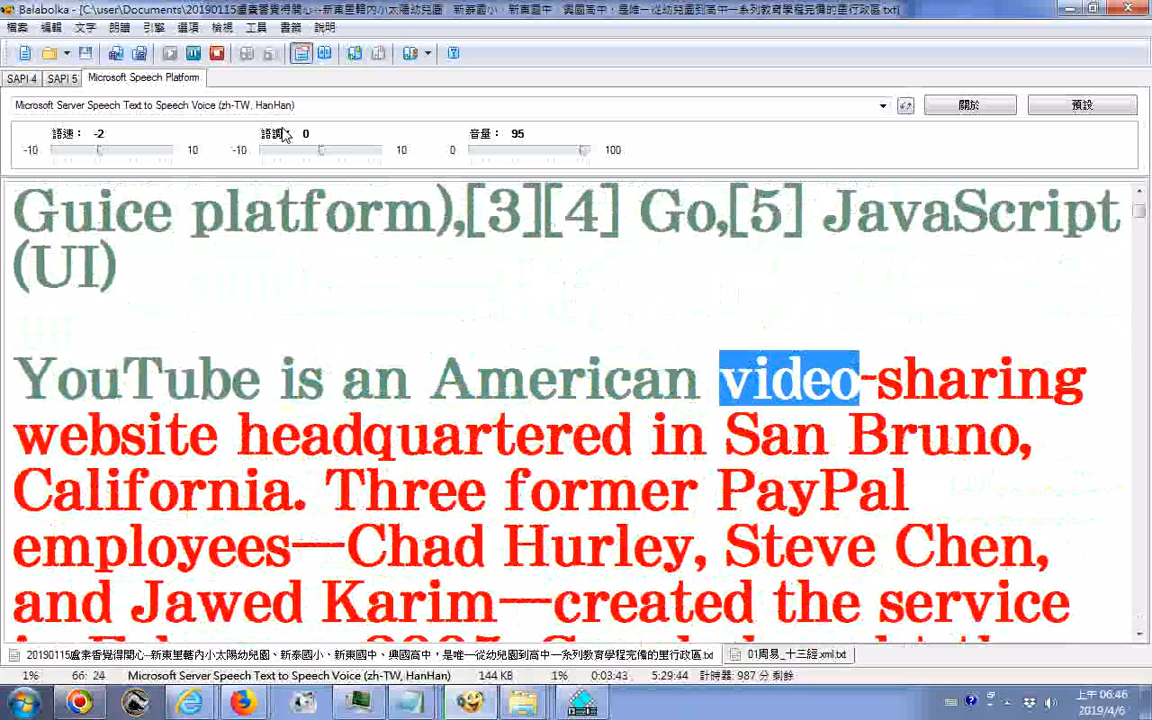 Balabolka - [C:\user\Documents\20190115盧素香覺得開心--新東里轄內小太陽幼兒園、新泰國小、新東國中、興國高中，是唯一從幼兒園到高中一系列教育學程完備的里行政區.txt]
檔案 編輯 文字 朗讀 引擎 選項 檢視 工具 書籤 說明
SAPI 4 SAPI 5 Microsoft Speech Platform
Microsoft Server Speech Text to Speech Voice (zh-TW, HanHan) 關於 預設
語速： -2 語調： 0 音量： 95
-10 10 -10 10 0 100
Guice platform),[3][4] Go,[5] JavaScript
(UI)
YouTube is an American video-sharing
website headquartered in San Bruno,
California. Three former PayPal
employees—Chad Hurley, Steve Chen,
and Jawed Karim—created the service
20190115盧素香覺得開心--新東里轄內小太陽幼兒園、新泰國小、新東國中、興國高中，是唯一從幼兒園到高中一系列教育學程完備的里行政區.txt 01周易_十三經.xml.txt
1% 66: 24 Microsoft Server Speech Text to Speech Voice (zh-TW, HanHan) 144 KB 1% 0:03:43 5:29:44 計時器: 987 分 剩餘
上午 06:46
2019/4/6